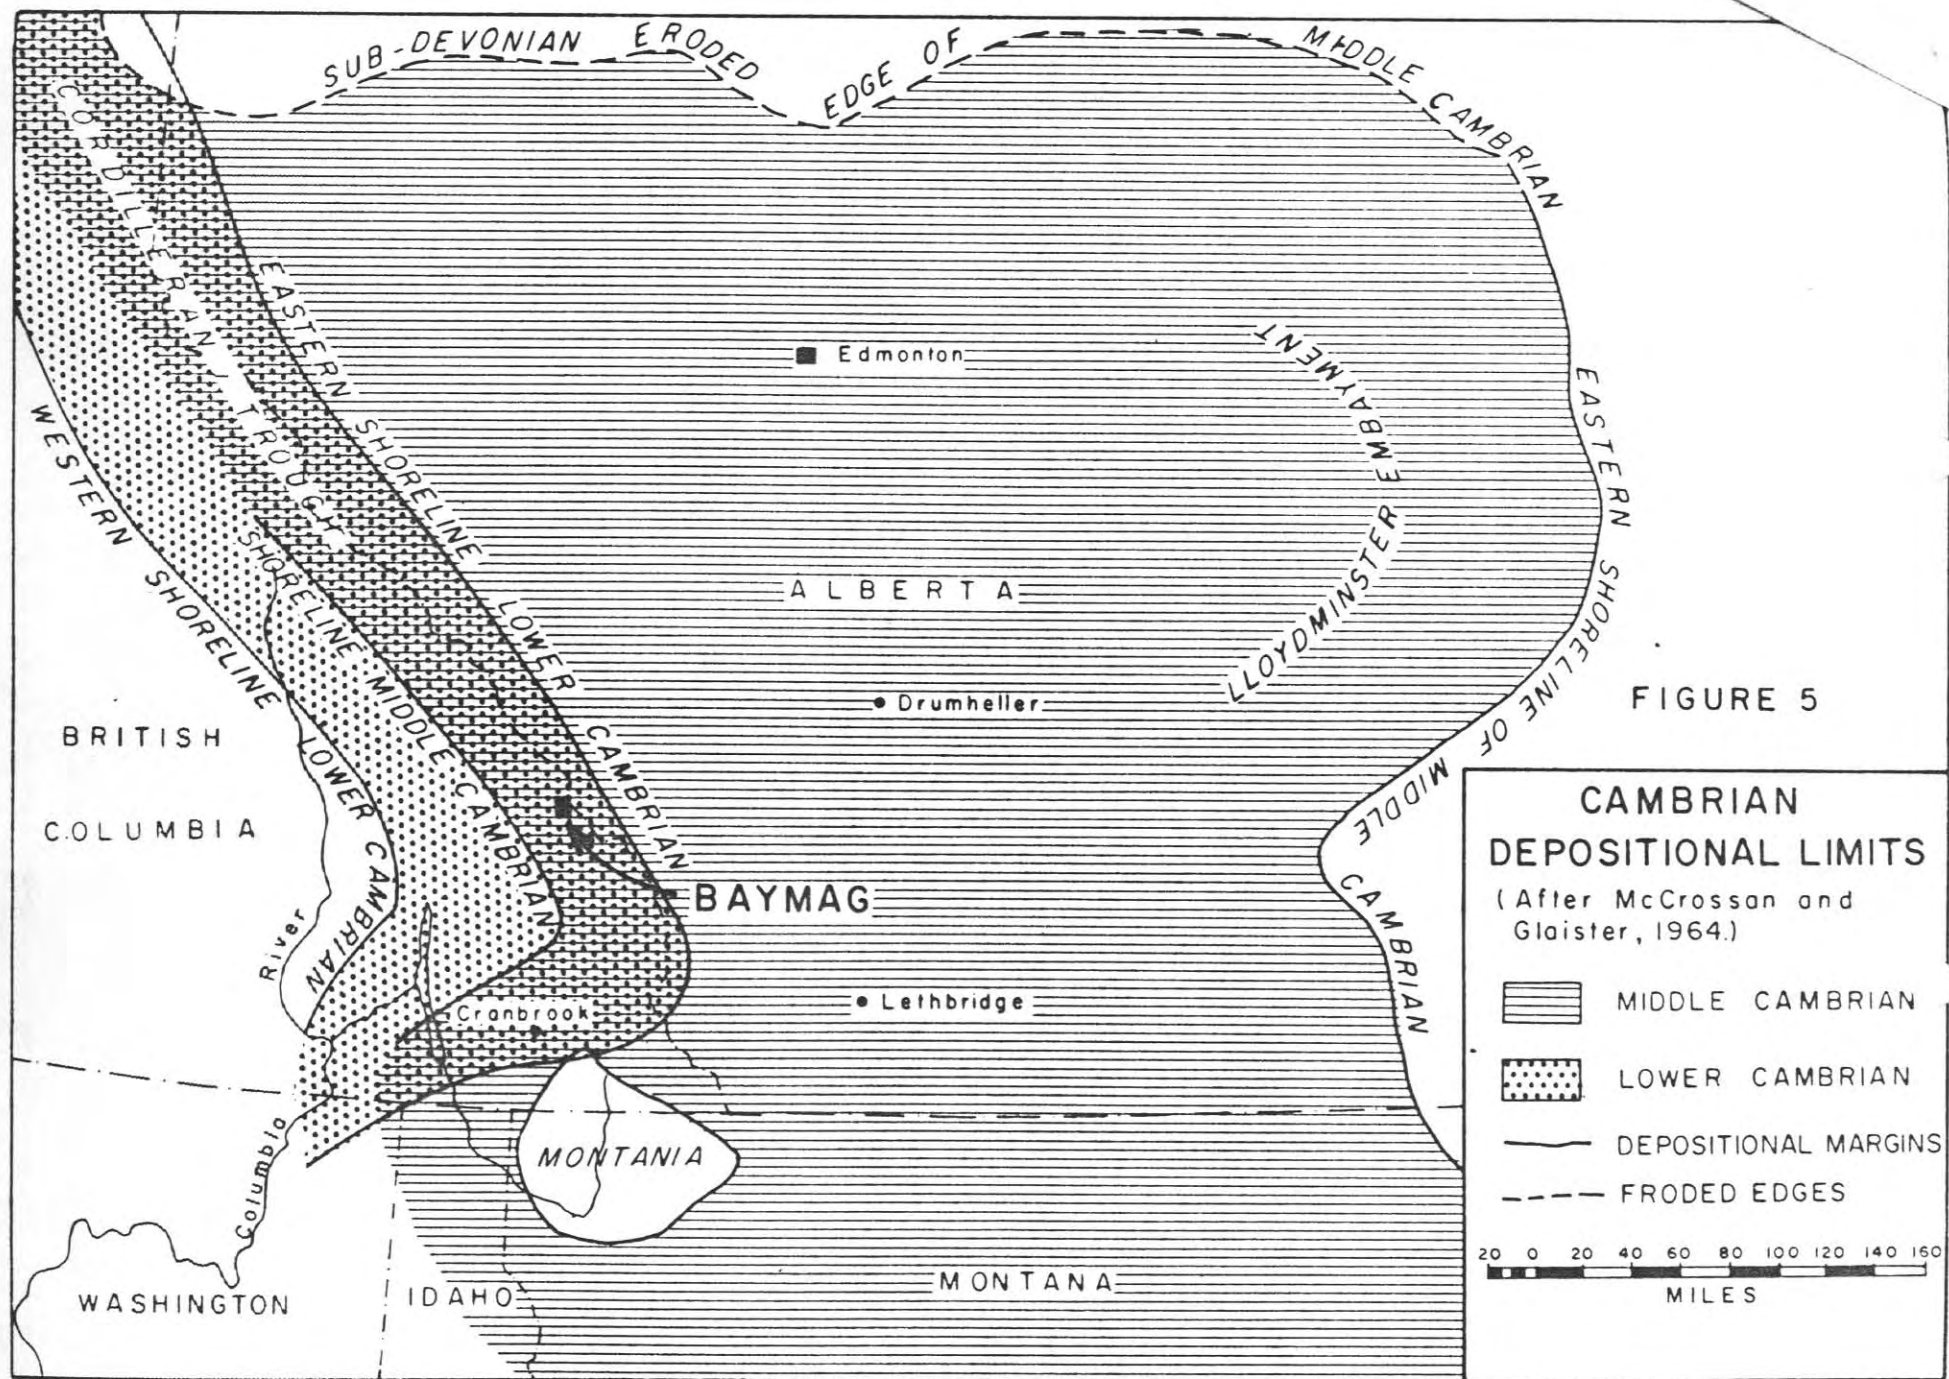 SUB-DEVONIAN ERODED EDGE OF MIDDLE CAMBRIAN
CORDILLERAN TROUGH
EASTERN SHORELINE LOWER CAMBRIAN
WESTERN SHORELINE LOWER CAMBRIAN
SHORELINE MIDDLE CAMBRIAN
EASTERN SHORELINE OF MIDDLE CAMBRIAN
LLOYDMINSTER EMBAYMENT
Edmonton
ALBERTA
Drumheller
BRITISH
COLUMBIA
BAYMAG
River
Cranbrook
Lethbridge
Columbia
MONTANIA
WASHINGTON
IDAHO
MONTANA
FIGURE 5
CAMBRIAN
DEPOSITIONAL LIMITS
(After McCrossan and
Glaister, 1964.)
MIDDLE CAMBRIAN
LOWER CAMBRIAN
DEPOSITIONAL MARGINS
FRODED EDGES
20 0 20 40 60 80 100 120 140 160
MILES